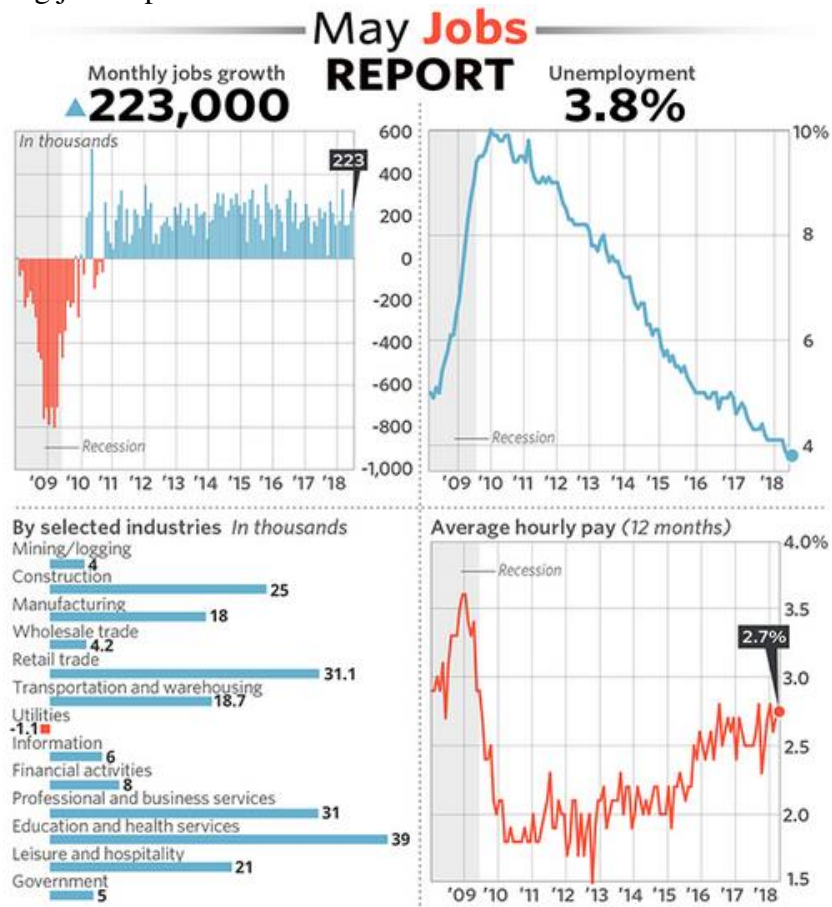 May Jobs
REPORT
Monthly jobs growth
223,000
In thousands
223
600
400
200
0
-200
-400
-600
-800
-1,000
Recession
'09 '10 '11 '12 '13 '14 '15 '16 '17 '18
Unemployment
3.8%
10%
8
6
4
Recession
'09 '10 '11 '12 '13 '14 '15 '16 '17 '18
By selected industries In thousands
Mining/logging
4
Construction
25
Manufacturing
18
Wholesale trade
4.2
Retail trade
31.1
Transportation and warehousing
18.7
Utilities
-1.1
Information
6
Financial activities
8
Professional and business services
31
Education and health services
39
Leisure and hospitality
21
Government
5
Average hourly pay (12 months)
4.0%
Recession
3.5
2.7%
3.0
2.5
2.0
1.5
'09 '10 '11 '12 '13 '14 '15 '16 '17 '18